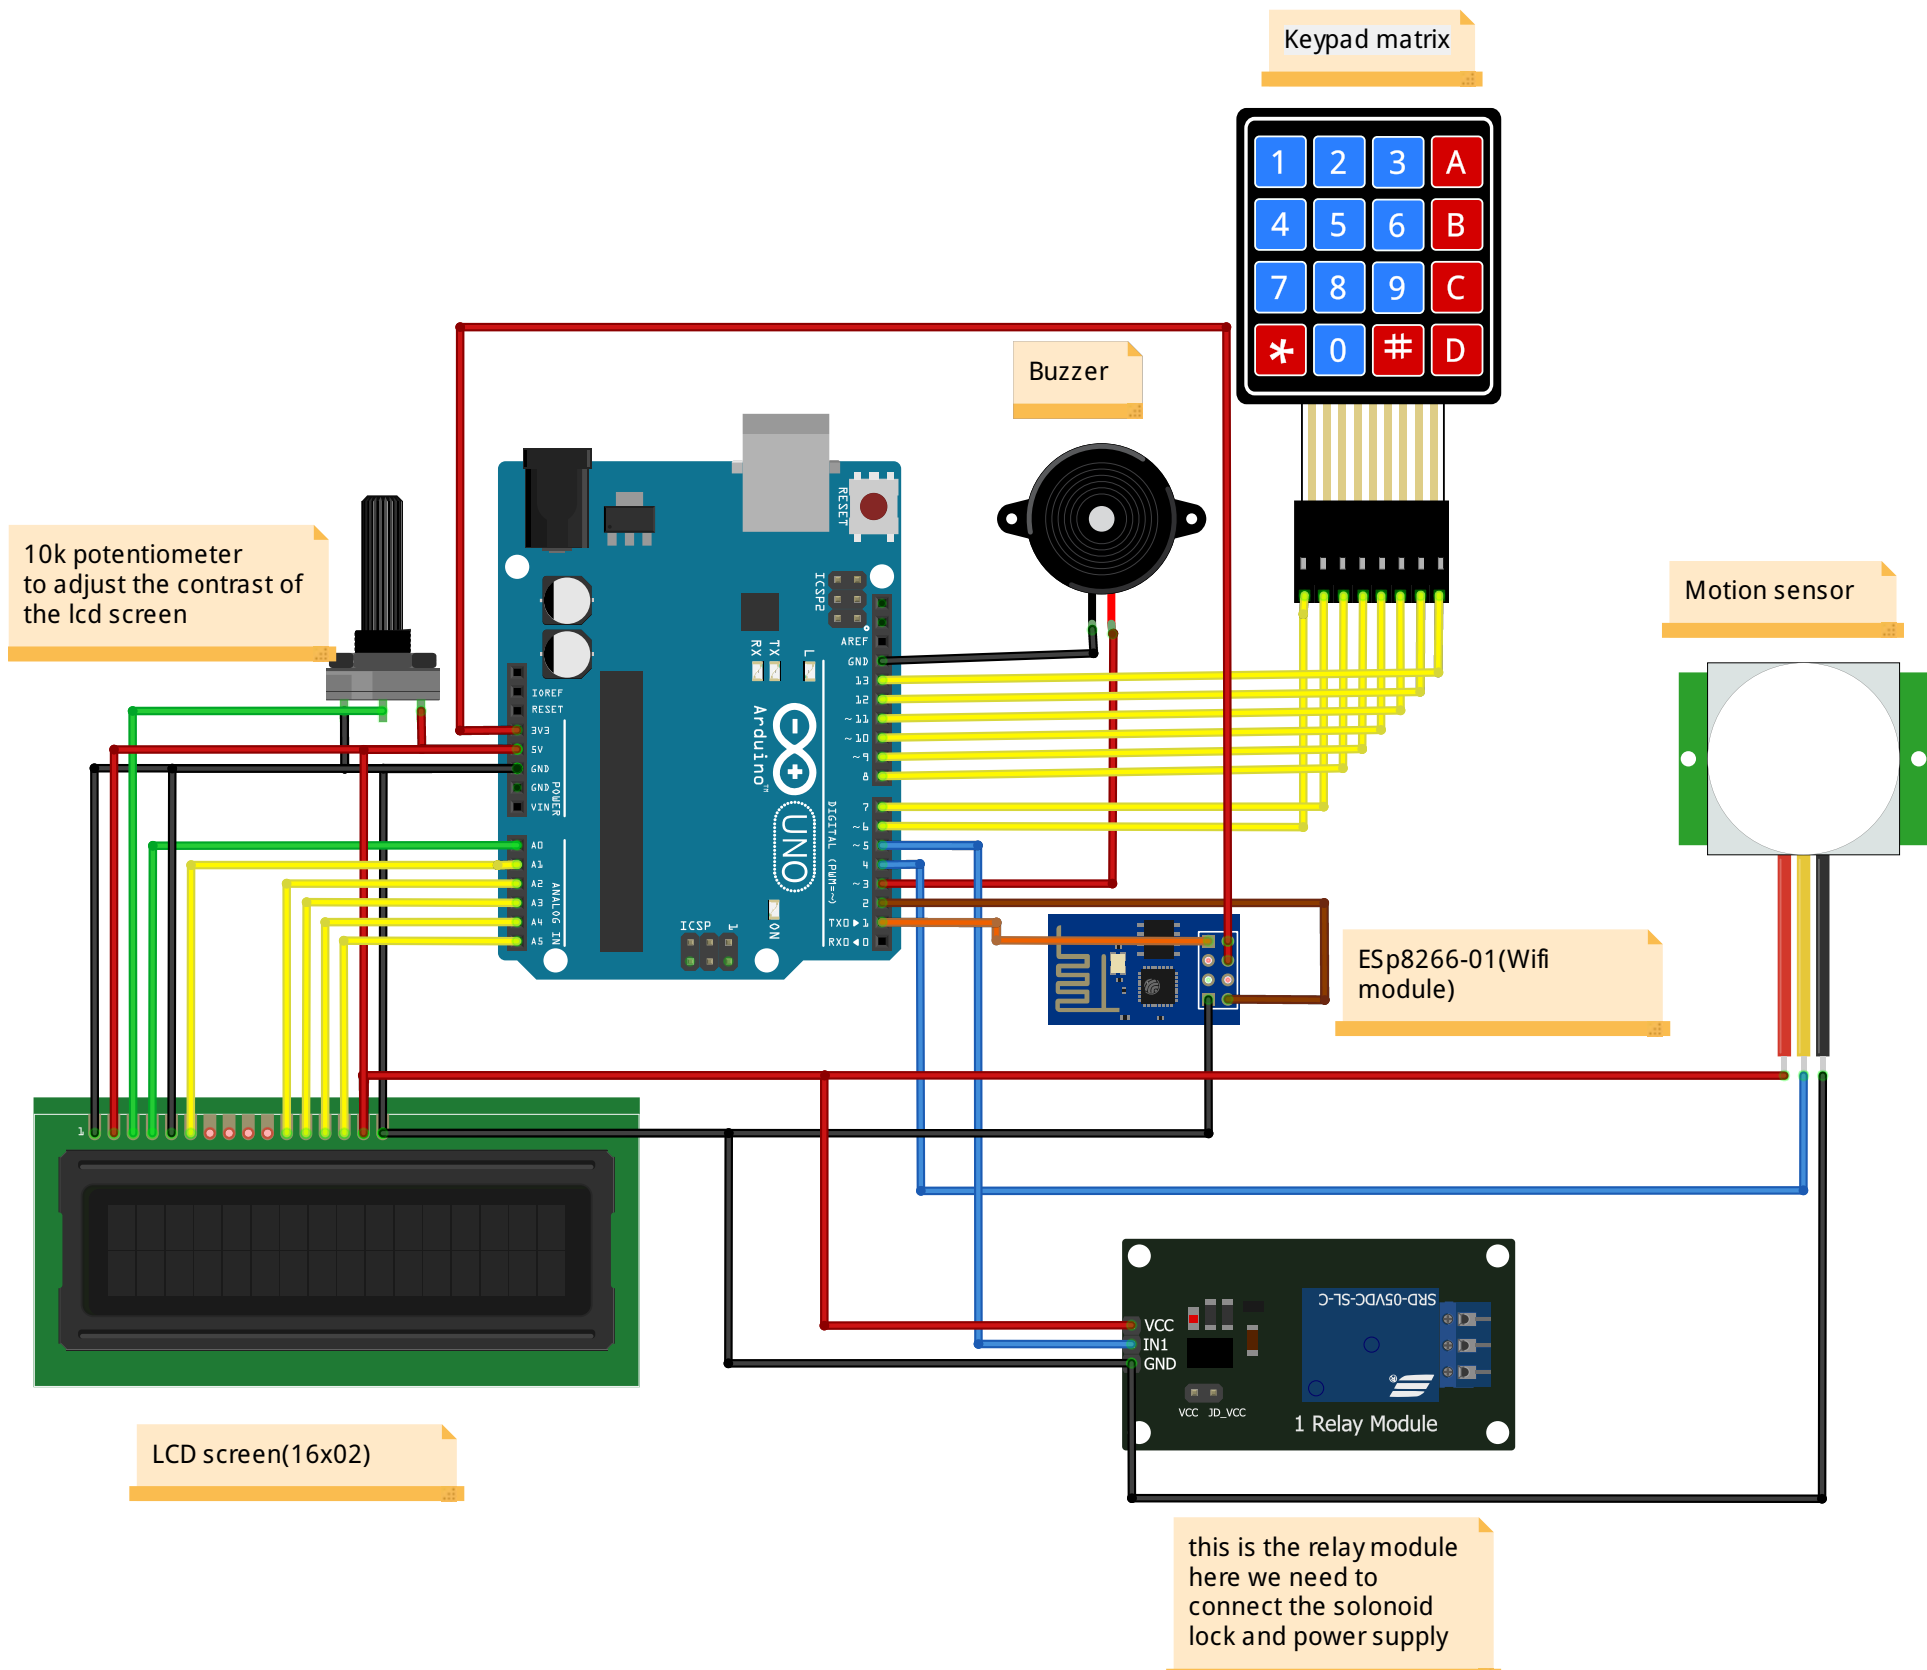 Keypad matrix
1 2 3 A
4 5 6 B
7 8 9 C
* 0 # D
Buzzer
10k potentiometer
to adjust the contrast of
the lcd screen
Motion sensor
RESET
ICSP2
AREF
GND
13
12
~11
~10
~9
8
7
~6
~5
4
~3
2
TX0▶1
RX0◀0
RX
TX
L
IOREF
RESET
3V3
5V
GND
GND
VIN
POWER
A0
A1
A2
A3
A4
A5
ANALOG IN
Arduino™
UNO
DIGITAL (PWM=~)
ICSP
1
ON
ESp8266-01(Wifi
module)
1
SRD-05VDC-SL-C
VCC
IN1
GND
VCC JD_VCC
1 Relay Module
LCD screen(16x02)
this is the relay module
here we need to
connect the solonoid
lock and power supply